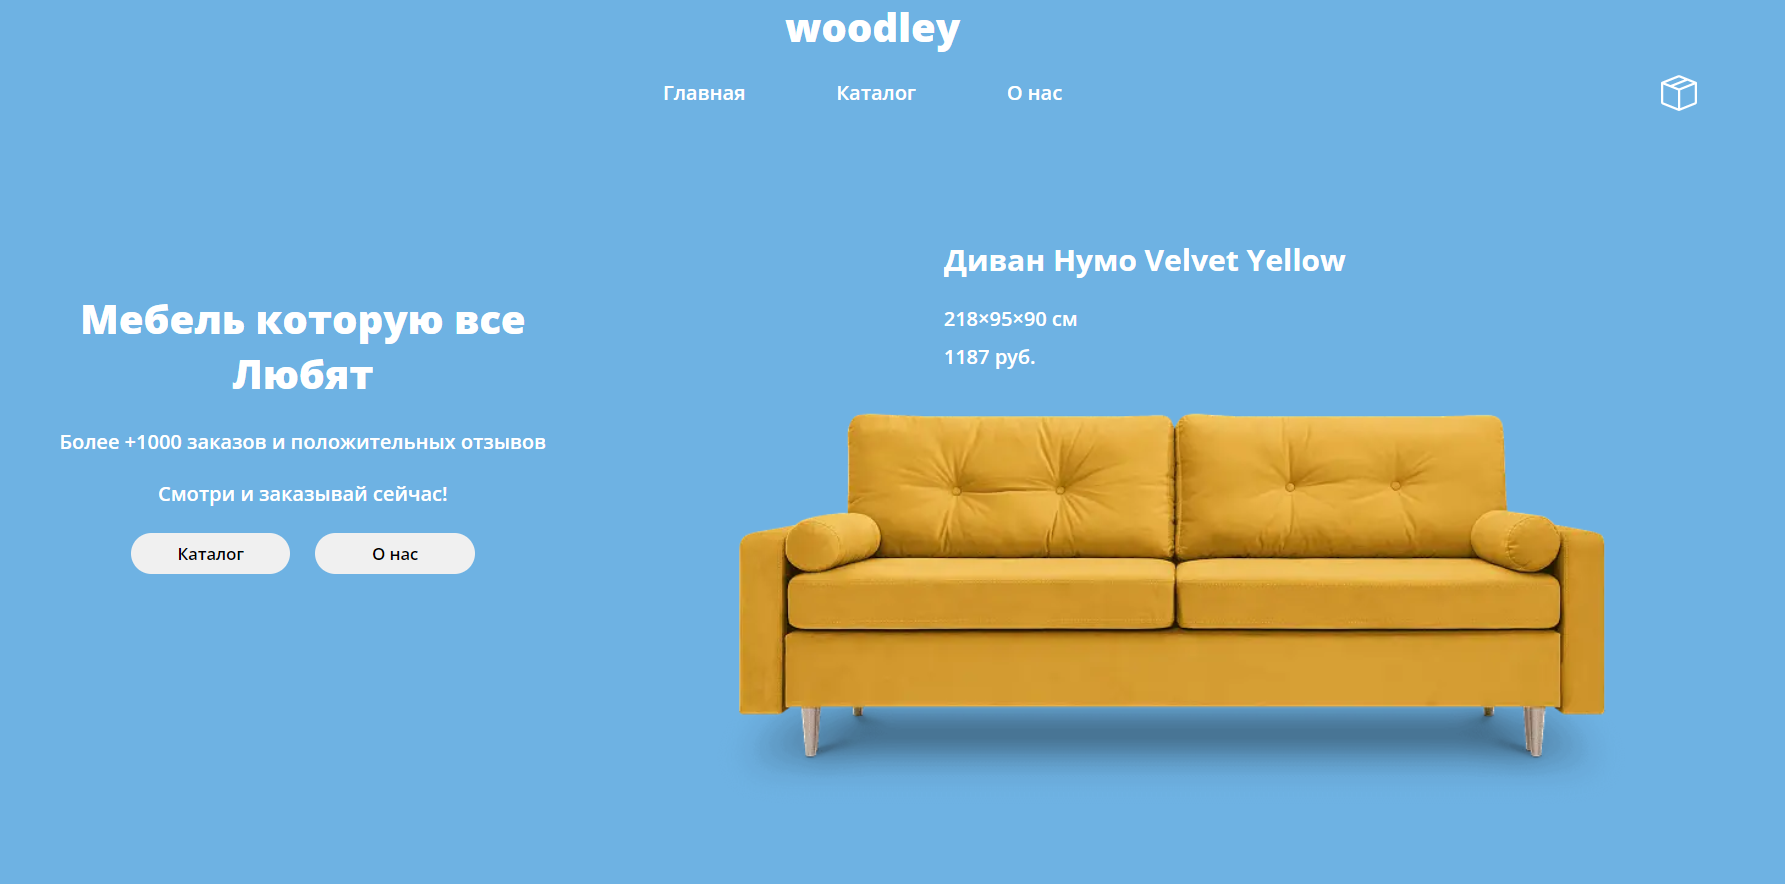 woodley
Главная
Каталог
О нас
Мебель которую все
Любят
Более +1000 заказов и положительных отзывов
Смотри и заказывай сейчас!
Каталог
О нас
Диван Нумо Velvet Yellow
218×95×90 см
1187 руб.